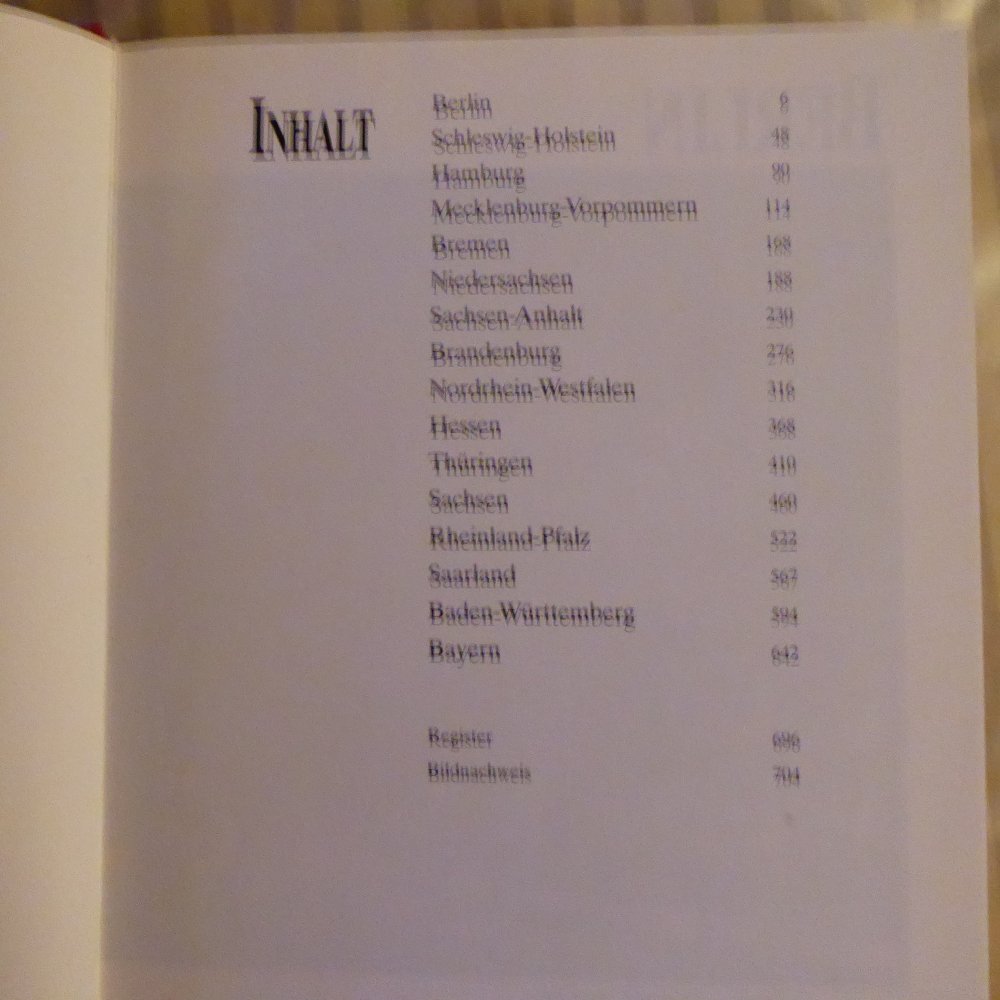 INHALT
Berlin 6
Schleswig-Holstein 48
Hamburg 90
Mecklenburg-Vorpommern 114
Bremen 168
Niedersachsen 188
Sachsen-Anhalt 230
Brandenburg 276
Nordrhein-Westfalen 316
Hessen 368
Thüringen 410
Sachsen 460
Rheinland-Pfalz 522
Saarland 567
Baden-Württemberg 594
Bayern 642
Register 696
Bildnachweis 704